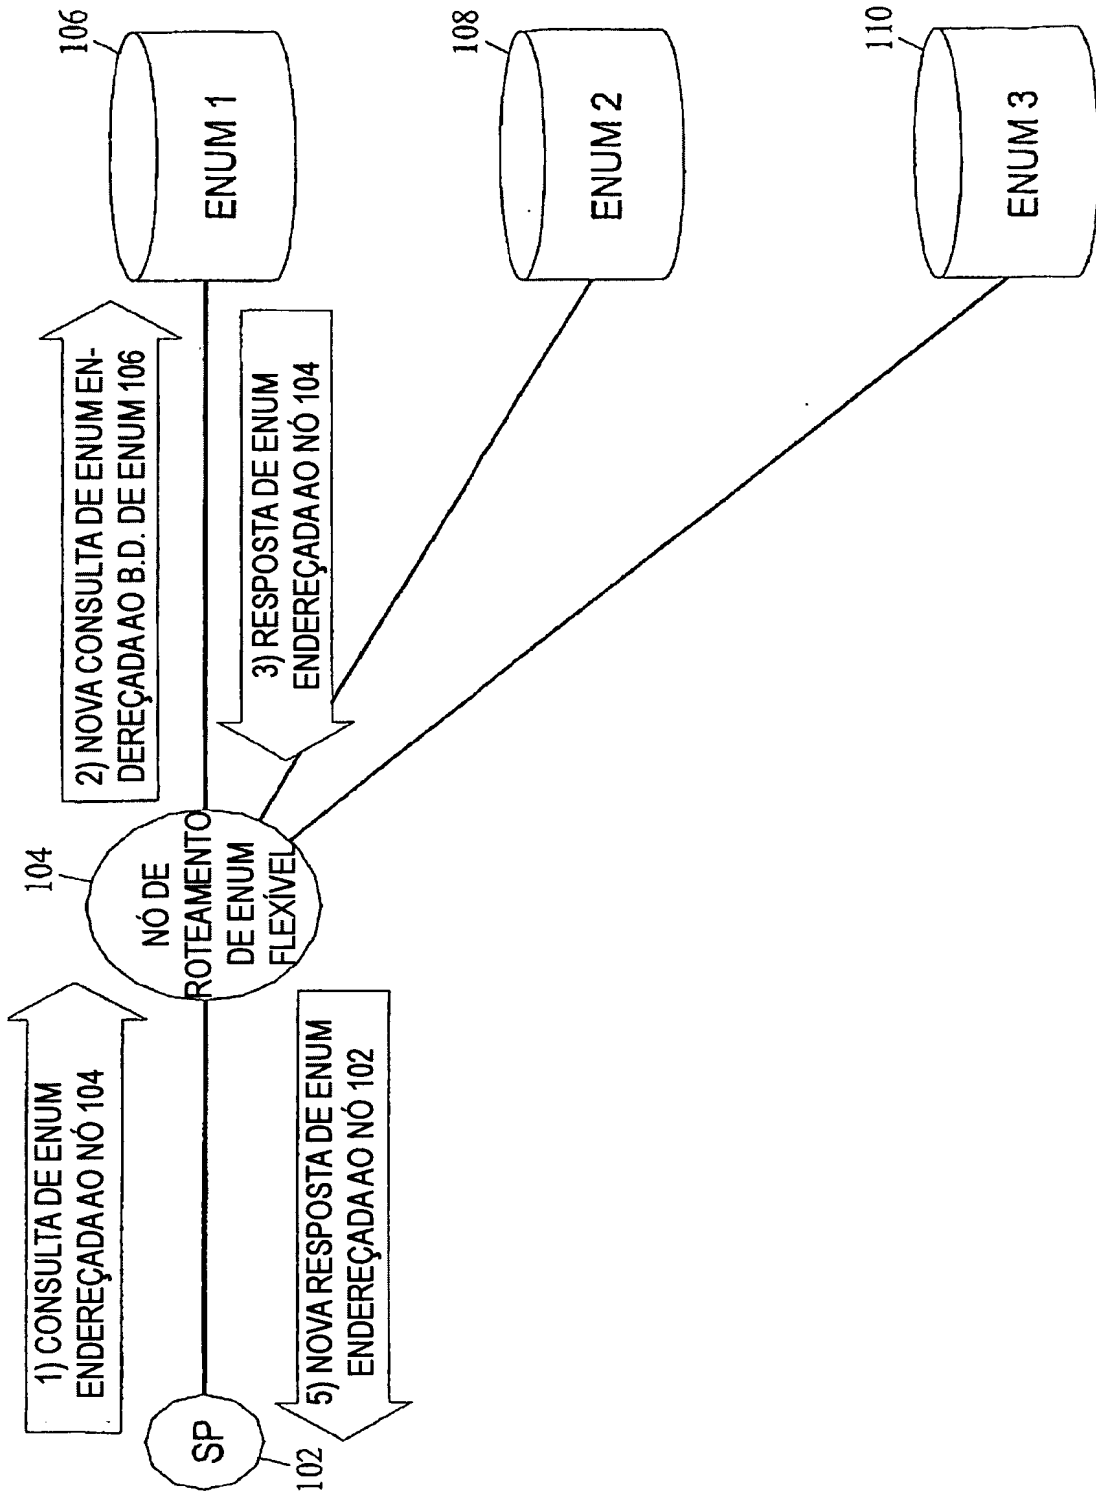 1) CONSULTA DE ENUM
ENDEREÇADA AO NÓ 104
104
2) NOVA CONSULTA DE ENUM EN-
DEREÇADA AO B.D. DE ENUM 106
106
SP
102
NÓ DE
ROTEAMENTO
DE ENUM
FLEXÍVEL
ENUM 1
5) NOVA RESPOSTA DE ENUM
ENDEREÇADA AO NÓ 102
3) RESPOSTA DE ENUM
ENDEREÇADA AO NÓ 104
108
ENUM 2
110
ENUM 3